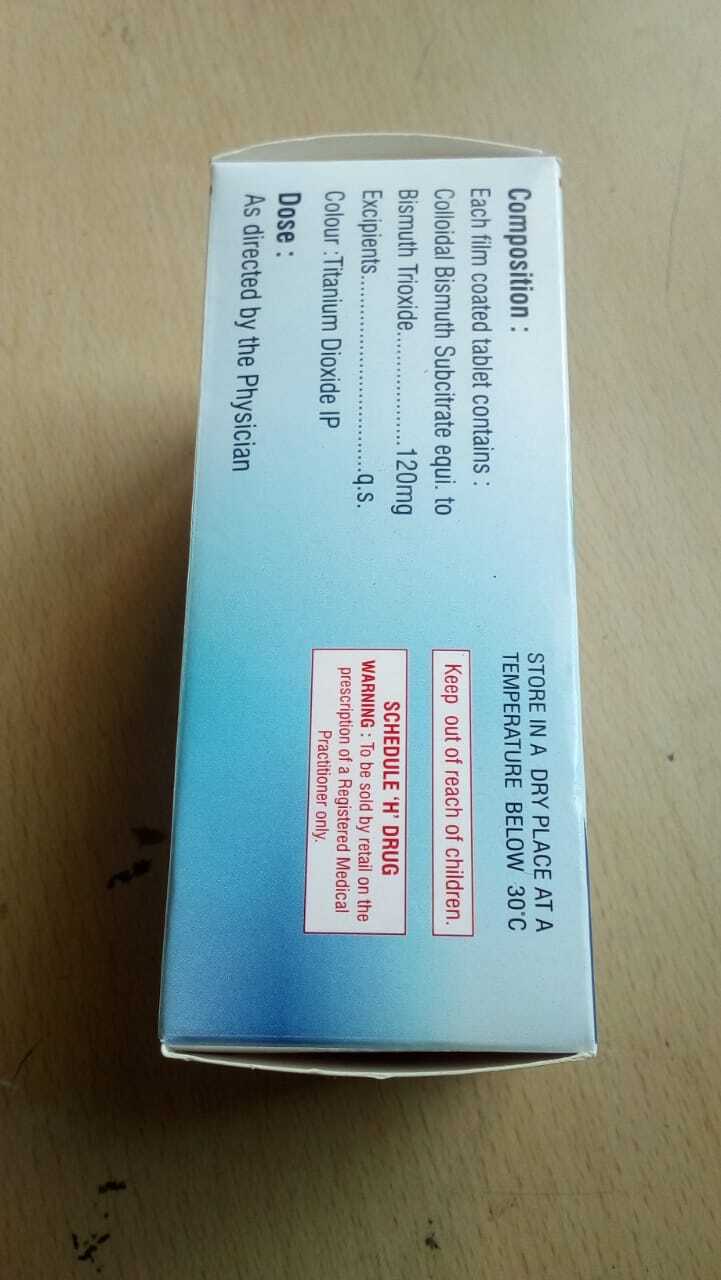 Composition :
Each film coated tablet contains :
Colloidal Bismuth Subcitrate equi. to
Bismuth Trioxide..................120mg
Excipients..............................q.s.
Colour :Titanium Dioxide IP
Dose :
As directed by the Physician
STORE IN A DRY PLACE AT A
TEMPERATURE BELOW 30°C
Keep out of reach of children.
SCHEDULE 'H' DRUG
WARNING : To be sold by retail on the
prescription of a Registered Medical
Practitioner only.